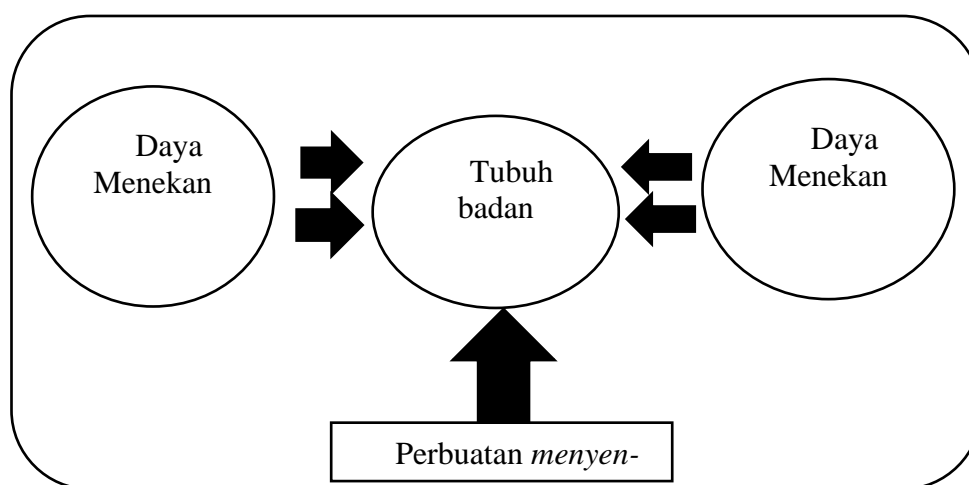 Daya
Menekan
Tubuh
badan
Daya
Menekan
Perbuatan menyen-